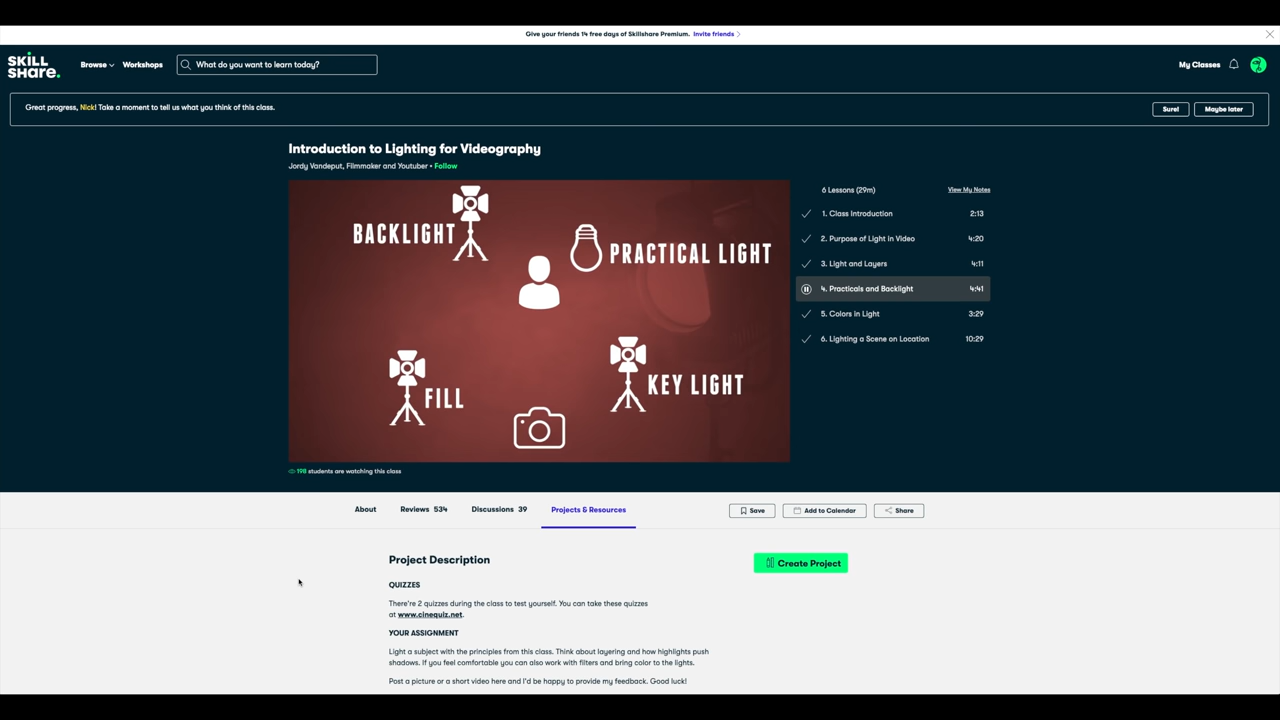 Give your friends 14 free days of Skillshare Premium. Invite friends
SKILL
SHARE.
Browse
Workshops
What do you want to learn today?
My Classes
Great progress, Nick! Take a moment to tell us what you think of this class.
Sure!
Maybe later
Introduction to Lighting for Videography
Jordy Vandeput, Filmmaker and Youtuber • Follow
BACKLIGHT
PRACTICAL LIGHT
FILL
KEY LIGHT
6 Lessons (29m)
View My Notes
1. Class Introduction 2:13
2. Purpose of Light in Video 4:20
3. Light and Layers 4:11
4. Practicals and Backlight 4:41
5. Colors in Light 3:29
6. Lighting a Scene on Location 10:29
198 students are watching this class
About
Reviews 534
Discussions 39
Projects & Resources
Save
Add to Calendar
Share
Project Description
Create Project
QUIZZES
There're 2 quizzes during the class to test yourself. You can take these quizzes
at www.cinequiz.net.
YOUR ASSIGNMENT
Light a subject with the principles from this class. Think about layering and how highlights push
shadows. If you feel comfortable you can also work with filters and bring color to the lights.
Post a picture or a short video here and I'd be happy to provide my feedback. Good luck!